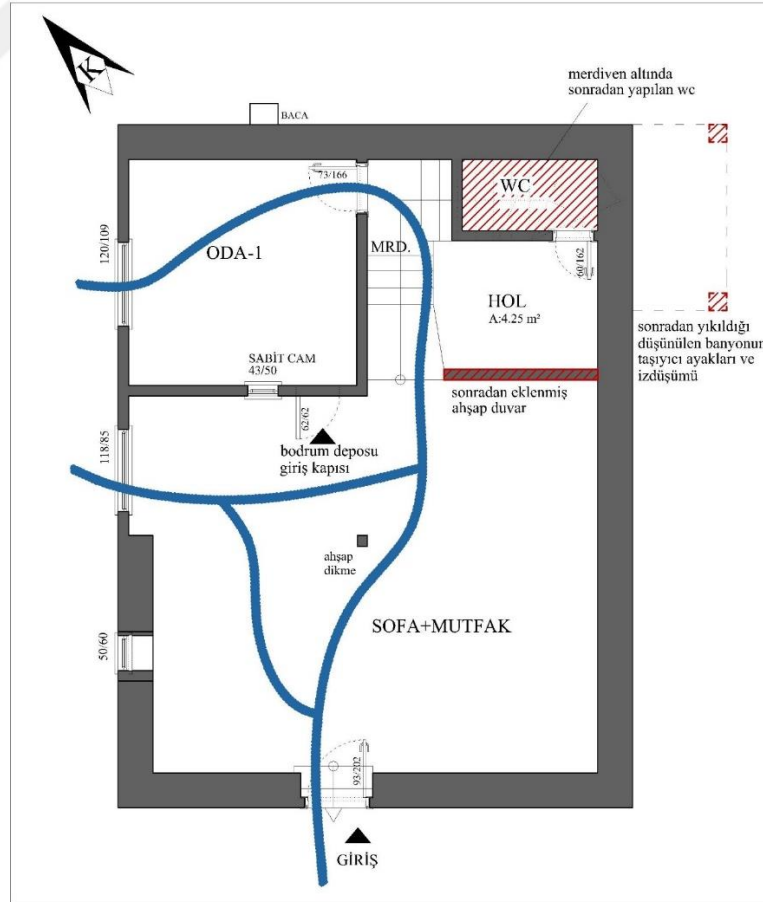 K
merdiven altında
sonradan yapılan wc
BACA
73/166
WC
120/109
ODA-1
MRD.
60/162
HOL
A:4.25 m²
SABİT CAM
43/50
sonradan yıkıldığı
düşünülen banyonun
taşıyıcı ayakları ve
izdüşümü
sonradan eklenmiş
ahşap duvar
62/62
118/85
bodrum deposu
giriş kapısı
ahşap
dikme
SOFA+MUTFAK
50/60
93/202
GİRİŞ